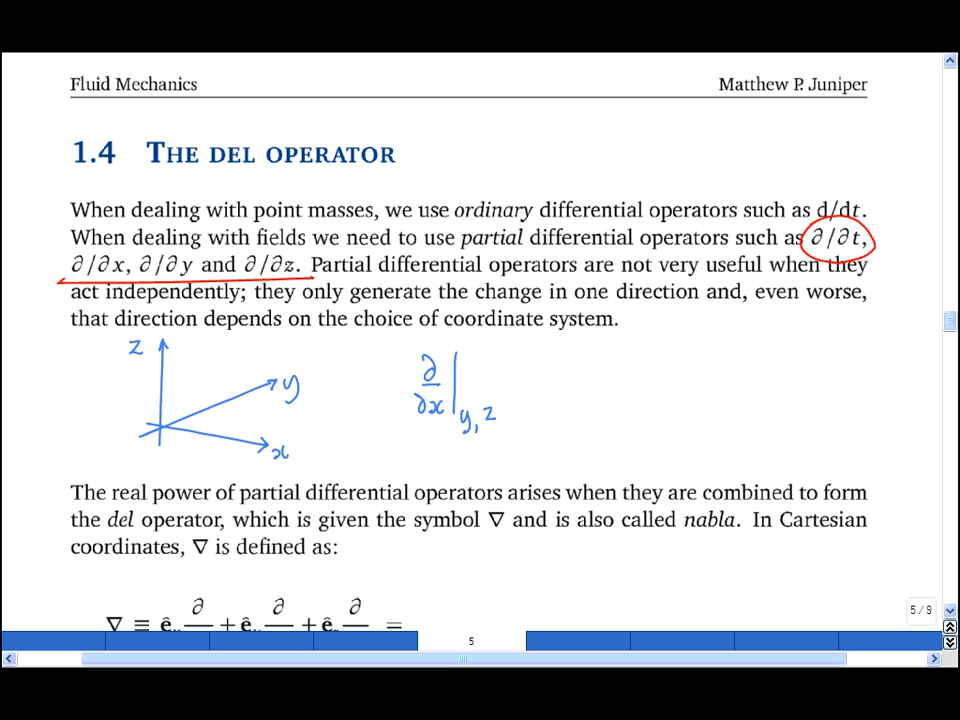 Fluid Mechanics Matthew P. Juniper
1.4 THE DEL OPERATOR
When dealing with point masses, we use ordinary differential operators such as d/dt.
When dealing with fields we need to use partial differential operators such as ∂/∂t,
∂/∂x, ∂/∂y and ∂/∂z. Partial differential operators are not very useful when they
act independently; they only generate the change in one direction and, even worse,
that direction depends on the choice of coordinate system.
z
y
x
∂/∂x|y, z
The real power of partial differential operators arises when they are combined to form
the del operator, which is given the symbol ∇ and is also called nabla. In Cartesian
coordinates, ∇ is defined as:
∇ ≡ ê ∂ + ê ∂ + ê ∂ =
5 / 9
5